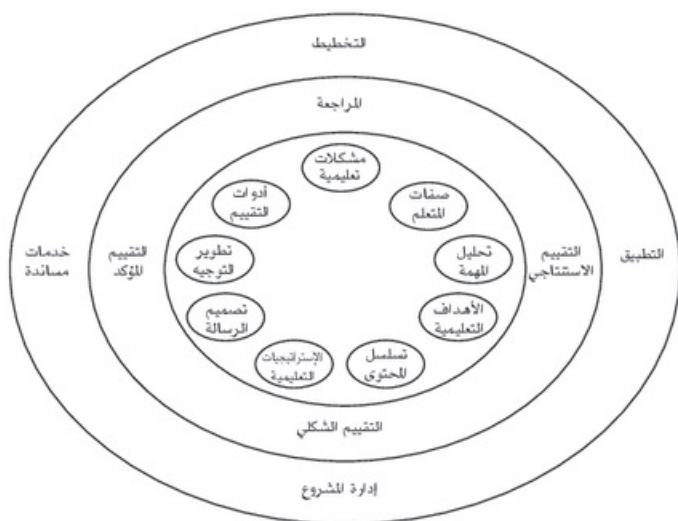 التخطيط
المراجعة
مشكلات
تعليمية
أدوات
التقييم
صفات
المتعلم
خدمات
مساندة
التقييم
المؤكد
تطوير
التوجيه
تحليل
المهمة
التقييم
الاستنتاجي
التطبيق
تصميم
الرسالة
الأهداف
التعليمية
الإستراتيجيات
التعليمية
تسلسل
المحتوى
التقييم الشكلي
إدارة المشروع